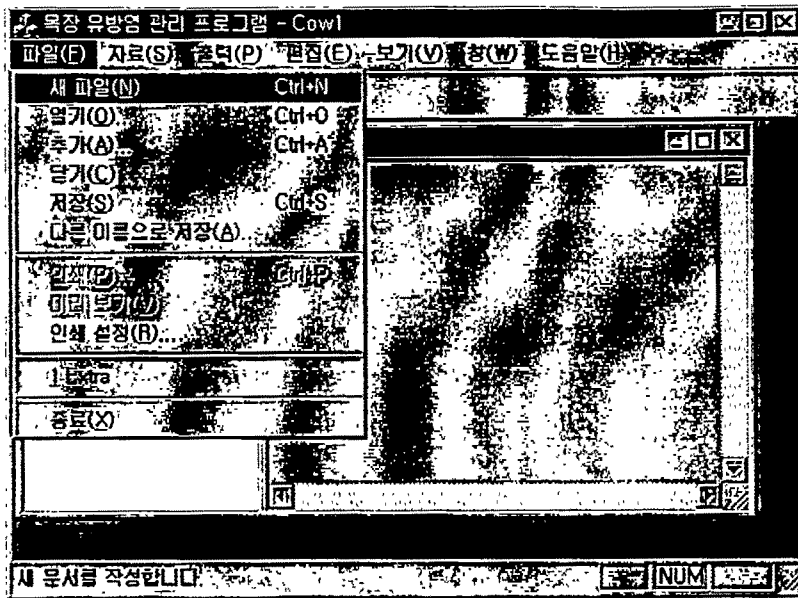 목장 유방염 관리 프로그램 - Cow1
파일(F) 자료(S) 출력(P) 편집(E) 보기(V) 창(W) 도움말(H)
새 파일(N) Ctrl+N
열기(O) Ctrl+O
추가(A) Ctrl+A
닫기(C)
저장(S) Ctrl+S
다른 이름으로 저장(A)
인쇄(P)... Ctrl+P
미리 보기(V)
인쇄 설정(R)...
1 Extra
종료(X)
새 문서를 작성합니다.
NUM